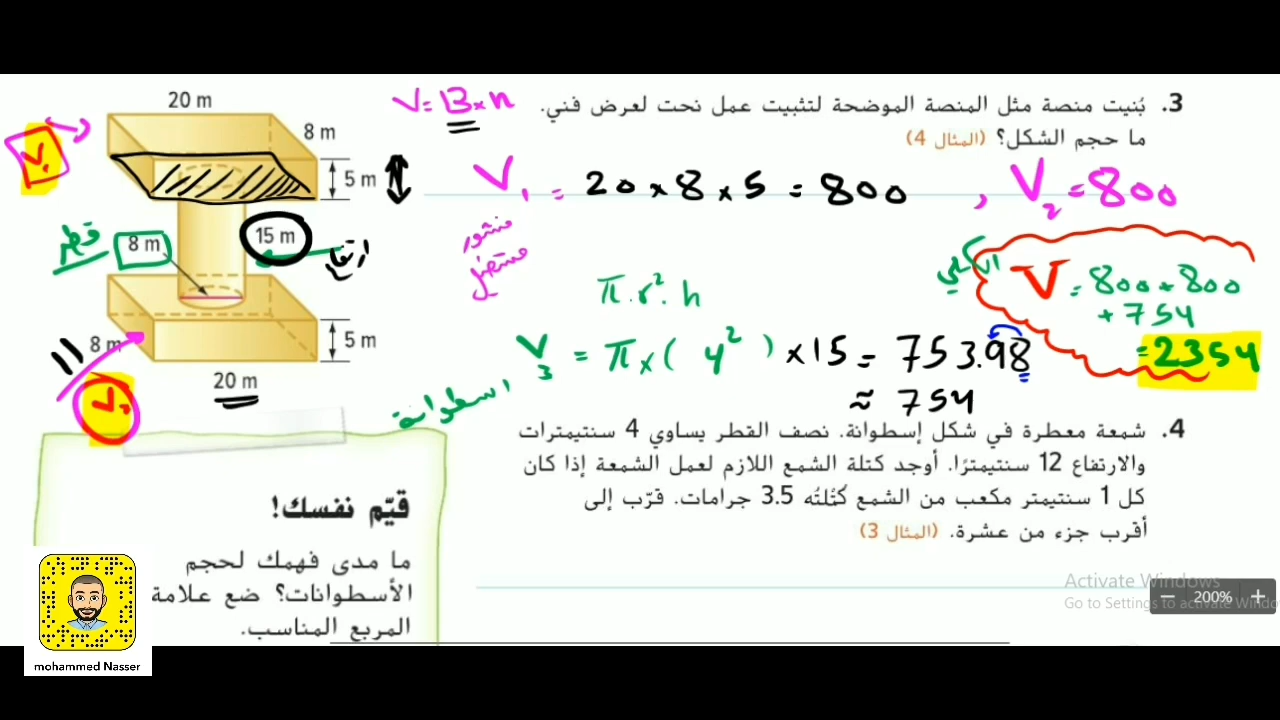 3. بُنيت منصة مثل المنصة الموضحة لتثبيت عمل نحت لعرض فني.
ما حجم الشكل؟ (المثال 4)
20 m
8 m
5 m
15 m
8 m
5 m
8 m
20 m
V₁
V₂
قطر
V = B × h
V₁ = 20 × 8 × 5 = 800 , V₂ = 800
منشور
π.r².h
V₃ = π × ( 4² ) × 15 = 753.98
≈ 754
اسطوانة
V = 800 + 800
+ 754
= 2354
4. شمعة معطرة في شكل إسطوانة. نصف القطر يساوي 4 سنتيمترات
والارتفاع 12 سنتيمترًا. أوجد كتلة الشمع اللازم لعمل الشمعة إذا كان
كل 1 سنتيمتر مكعب من الشمع كُتْلتُه 3.5 جرامات. قرّب إلى
أقرب جزء من عشرة. (المثال 3)
قيّم نفسك!
ما مدى فهمك لحجم
الأسطوانات؟ ضع علامة
المربع المناسب.
mohammed Nasser
Activate Windows
Go to Settings to activate Windo
200%